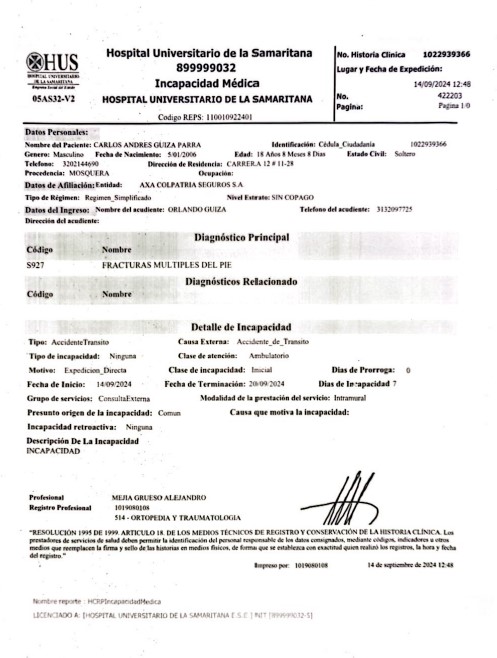 HUS
HOSPITAL UNIVERSITARIO
DE LA SAMARITANA
Empresa Social del Estado
05AS32-V2
Hospital Universitario de la Samaritana
899999032
Incapacidad Médica
HOSPITAL UNIVERSITARIO DE LA SAMARITANA
Codigo REPS: 110010922401
No. Historia Clinica 1022939366
Lugar y Fecha de Expedición:
14/09/2024 12:48
No. 422203
Pagina: Pagina 1/0
Datos Personales:
Nombre del Paciente: CARLOS ANDRES GUIZA PARRA Identificación: Cédula_Ciudadania 1022939366
Genero: Masculino Fecha de Nacimiento: 5/01/2006 Edad: 18 Años 8 Meses 8 Dias Estado Civil: Soltero
Telefono: 3202144690 Dirección de Residencia: CARRERA 12 # 11-28
Procedencia: MOSQUERA Ocupación:
Datos de Afiliación: Entidad: AXA COLPATRIA SEGUROS S.A
Tipo de Régimen: Regimen_Simplificado Nivel Estrato: SIN COPAGO
Datos del Ingreso: Nombre del acudiente: ORLANDO GUIZA Telefono del acudiente: 3132097725
Dirección del acudiente:
Diagnóstico Principal
Código Nombre
S927 FRACTURAS MULTIPLES DEL PIE
Diagnósticos Relacionado
Código Nombre
Detalle de Incapacidad
Tipo: AccidenteTransito Causa Externa: Accidente_de_Transito
Tipo de incapacidad: Ninguna Clase de atención: Ambulatorio
Motivo: Expedicion_Directa Clase de incapacidad: Inicial Dias de Prorroga: 0
Fecha de Inicio: 14/09/2024 Fecha de Terminación: 20/09/2024 Dias de Incapacidad 7
Grupo de servicios: ConsultaExterna Modalidad de la prestación del servicio: Intramural
Presunto origen de la incapacidad: Comun Causa que motiva la incapacidad:
Incapacidad retroactiva: Ninguna
Descripción De La Incapacidad
INCAPACIDAD
Profesional MEJIA GRUESO ALEJANDRO
Registro Profesional 1019080108
514 - ORTOPEDIA Y TRAUMATOLOGIA
"RESOLUCIÓN 1995 DE 1999. ARTICULO 18. DE LOS MEDIOS TÉCNICOS DE REGISTRO Y CONSERVACIÓN DE LA HISTORIA CLÍNICA. Los
prestadores de servicios de salud deben permitir la identificación del personal responsable de los datos consignados, mediante códigos, indicadores u otros
medios que reemplacen la firma y sello de las historias en medios físicos, de forma que se establezca con exactitud quien realizó los registros, la hora y fecha
del registro."
Impreso por: 1019080108 14 de septiembre de 2024 12:48
Nombre reporte : HCRPIncapacidadMedica
LICENCIADO A: [HOSPITAL UNIVERSITARIO DE LA SAMARITANA E.S.E.] NIT [899999032-5]